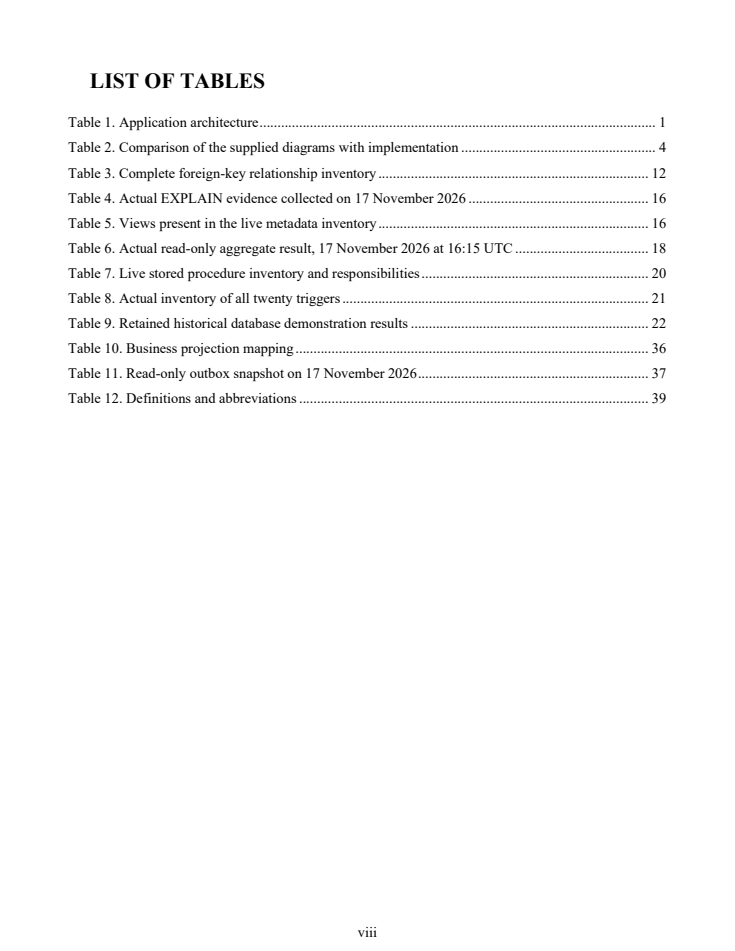 LIST OF TABLES
Table 1. Application architecture.............................................................................................................. 1
Table 2. Comparison of the supplied diagrams with implementation ...................................................... 4
Table 3. Complete foreign-key relationship inventory........................................................................... 12
Table 4. Actual EXPLAIN evidence collected on 17 November 2026 .................................................. 16
Table 5. Views present in the live metadata inventory........................................................................... 16
Table 6. Actual read-only aggregate result, 17 November 2026 at 16:15 UTC ..................................... 18
Table 7. Live stored procedure inventory and responsibilities............................................................... 20
Table 8. Actual inventory of all twenty triggers..................................................................................... 21
Table 9. Retained historical database demonstration results .................................................................. 22
Table 10. Business projection mapping.................................................................................................. 36
Table 11. Read-only outbox snapshot on 17 November 2026................................................................ 37
Table 12. Definitions and abbreviations ................................................................................................. 39
viii